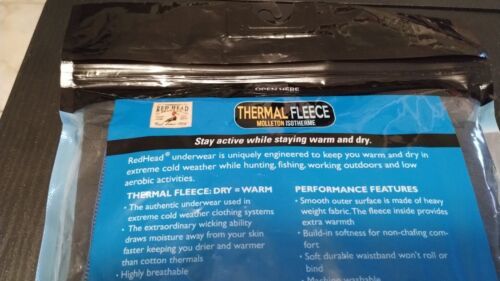 OPEN HERE
RED HEAD
THERMAL FLEECE
MOLLETON ISOTHERME
Stay active while staying warm and dry.
RedHead® underwear is uniquely engineered to keep you warm and dry in
extreme cold weather while hunting, fishing, working outdoors and low
aerobic activities.
THERMAL FLEECE: DRY = WARM
• The authentic underwear used in
extreme cold weather clothing systems
• The extraordinary wicking ability
draws moisture away from your skin
faster keeping you drier and warmer
than cotton thermals
• Highly breathable
PERFORMANCE FEATURES
• Smooth outer surface is made of heavy
weight fabric. The fleece inside provides
extra warmth
• Build-in softness for non-chafing com-
fort
• Soft durable waistband won't roll or
bind
• Machine washable